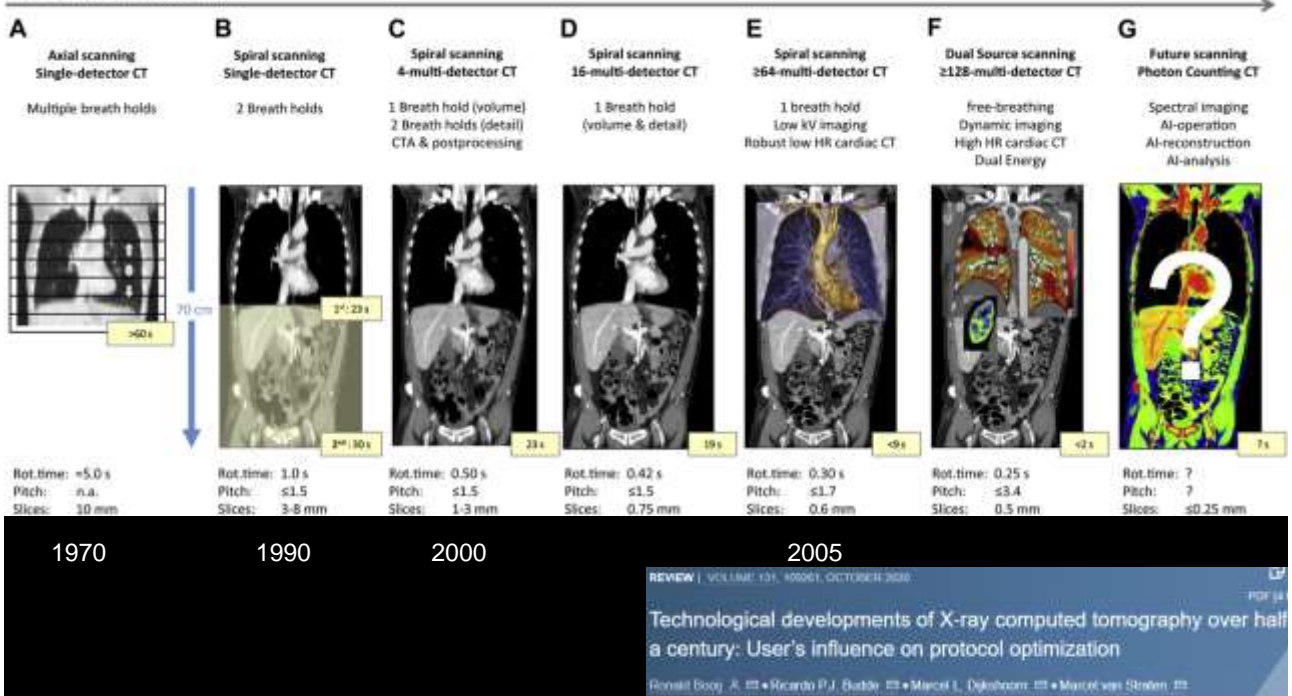 A
Axial scanning
Single-detector CT
Multiple breath holds
>60 s
Rot.time: ≈5.0 s
Pitch: n.a.
Slices: 10 mm
70 cm
B
Spiral scanning
Single-detector CT
2 Breath holds
1st: 23 s
2nd: 30 s
Rot.time: 1.0 s
Pitch: ≤1.5
Slices: 3-8 mm
C
Spiral scanning
4-multi-detector CT
1 Breath hold (volume)
2 Breath holds (detail)
CTA & postprocessing
23 s
Rot.time: 0.50 s
Pitch: ≤1.5
Slices: 1-3 mm
D
Spiral scanning
16-multi-detector CT
1 Breath hold
(volume & detail)
19 s
Rot.time: 0.42 s
Pitch: ≤1.5
Slices: 0.75 mm
E
Spiral scanning
≥64-multi-detector CT
1 breath hold
Low kV imaging
Robust low HR cardiac CT
<9 s
Rot.time: 0.30 s
Pitch: ≤1.7
Slices: 0.6 mm
F
Dual Source scanning
≥128-multi-detector CT
free-breathing
Dynamic imaging
High HR cardiac CT
Dual Energy
<2 s
Rot.time: 0.25 s
Pitch: ≤3.4
Slices: 0.5 mm
G
Future scanning
Photon Counting CT
Spectral imaging
AI-operation
AI-reconstruction
AI-analysis
?
? s
Rot.time: ?
Pitch: ?
Slices: ≤0.25 mm
1970 1990 2000 2005
REVIEW | VOLUME 131, 109261, OCTOBER 2020
PDF
Technological developments of X-ray computed tomography over half
a century: User's influence on protocol optimization
Ronald Booij • Ricardo P.J. Budde • Marcel L. Dijkshoorn • Marcel van Straten